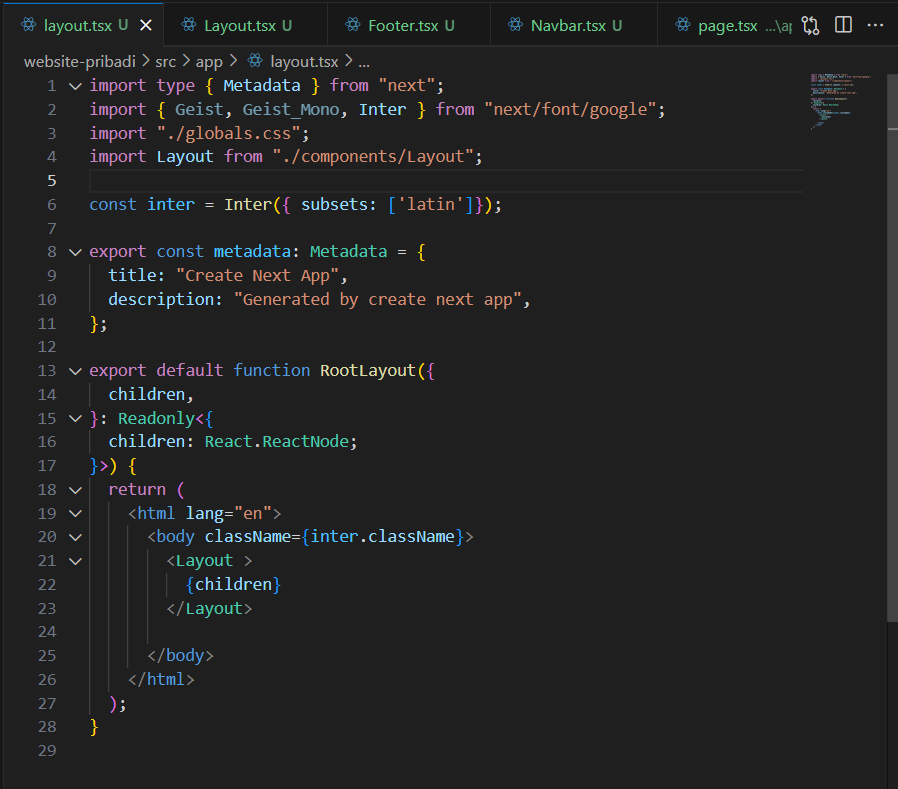 layout.tsx U
Layout.tsx U
Footer.tsx U
Navbar.tsx U
page.tsx ...\ap
website-pribadi > src > app > layout.tsx > ...
1 import type { Metadata } from "next";
2 import { Geist, Geist_Mono, Inter } from "next/font/google";
3 import "./globals.css";
4 import Layout from "./components/Layout";
5
6 const inter = Inter({ subsets: ['latin']});
7
8 export const metadata: Metadata = {
9   title: "Create Next App",
10   description: "Generated by create next app",
11 };
12
13 export default function RootLayout({
14   children,
15 }: Readonly<{
16   children: React.ReactNode;
17 }>) {
18   return (
19     <html lang="en">
20       <body className={inter.className}>
21         <Layout >
22           {children}
23         </Layout>
24
25       </body>
26     </html>
27   );
28 }
29